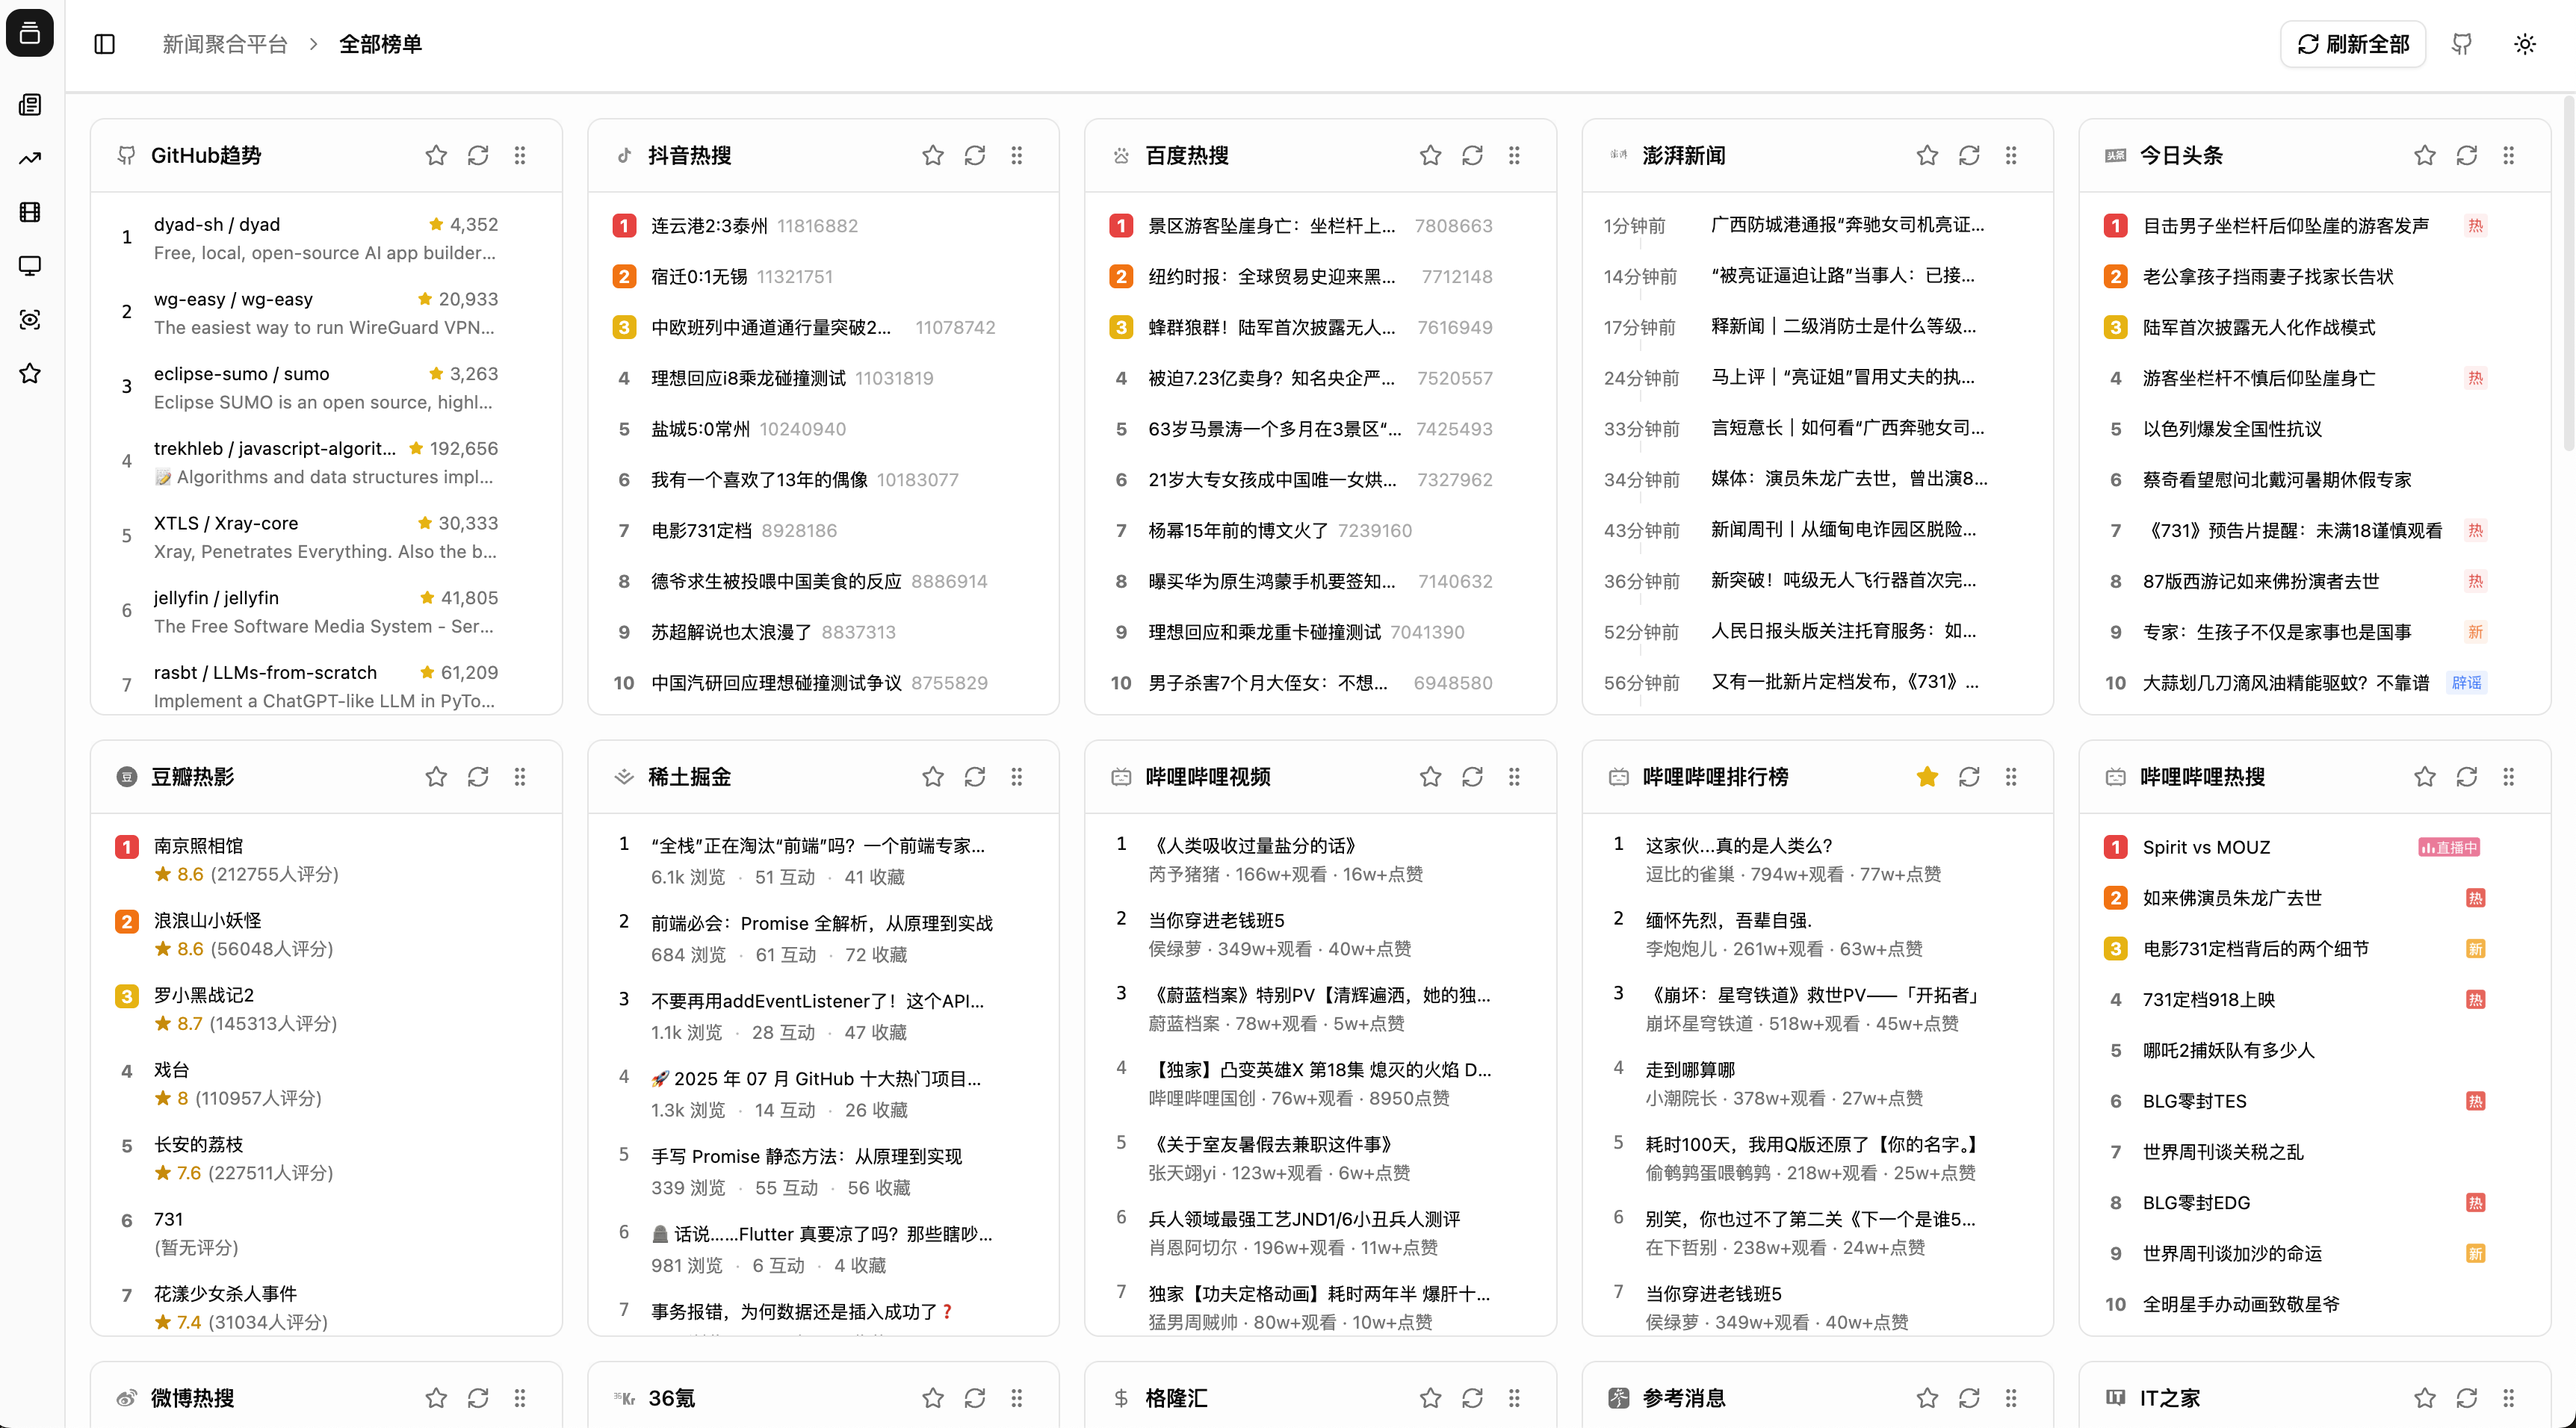 新闻聚合平台 > 全部榜单
刷新全部
GitHub趋势
1
dyad-sh / dyad 4,352
Free, local, open-source AI app builder...
2
wg-easy / wg-easy 20,933
The easiest way to run WireGuard VPN...
3
eclipse-sumo / sumo 3,263
Eclipse SUMO is an open source, highl...
4
trekhleb / javascript-algorit... 192,656
Algorithms and data structures impl...
5
XTLS / Xray-core 30,333
Xray, Penetrates Everything. Also the b...
6
jellyfin / jellyfin 41,805
The Free Software Media System - Ser...
7
rasbt / LLMs-from-scratch 61,209
Implement a ChatGPT-like LLM in PyTo...
抖音热搜
1 连云港2:3泰州 11816882
2 宿迁0:1无锡 11321751
3 中欧班列中通道通行量突破2... 11078742
4 理想回应i8乘龙碰撞测试 11031819
5 盐城5:0常州 10240940
6 我有一个喜欢了13年的偶像 10183077
7 电影731定档 8928186
8 德爷求生被投喂中国美食的反应 8886914
9 苏超解说也太浪漫了 8837313
10 中国汽研回应理想碰撞测试争议 8755829
百度热搜
1 景区游客坠崖身亡：坐栏杆上... 7808663
2 纽约时报：全球贸易史迎来黑... 7712148
3 蜂群狼群！陆军首次披露无人... 7616949
4 被迫7.23亿卖身？知名央企严... 7520557
5 63岁马景涛一个多月在3景区“... 7425493
6 21岁大专女孩成中国唯一女烘... 7327962
7 杨幂15年前的博文火了 7239160
8 曝买华为原生鸿蒙手机要签知... 7140632
9 理想回应和乘龙重卡碰撞测试 7041390
10 男子杀害7个月大侄女：不想... 6948580
澎湃 澎湃新闻
1分钟前 广西防城港通报“奔驰女司机亮证...
14分钟前 “被亮证逼迫让路”当事人：已接...
17分钟前 释新闻｜二级消防士是什么等级...
24分钟前 马上评｜“亮证姐”冒用丈夫的执...
33分钟前 言短意长｜如何看“广西奔驰女司...
34分钟前 媒体：演员朱龙广去世，曾出演8...
43分钟前 新闻周刊丨从缅甸电诈园区脱险...
36分钟前 新突破！吨级无人飞行器首次完...
52分钟前 人民日报头版关注托育服务：如...
56分钟前 又有一批新片定档发布，《731》...
头条 今日头条
1 目击男子坐栏杆后仰坠崖的游客发声 热
2 老公拿孩子挡雨妻子找家长告状
3 陆军首次披露无人化作战模式
4 游客坐栏杆不慎后仰坠崖身亡 热
5 以色列爆发全国性抗议
6 蔡奇看望慰问北戴河暑期休假专家
7 《731》预告片提醒：未满18谨慎观看 热
8 87版西游记如来佛扮演者去世 热
9 专家：生孩子不仅是家事也是国事 新
10 大蒜划几刀滴风油精能驱蚊？不靠谱 辟谣
豆 豆瓣热影
1 南京照相馆
8.6 (212755人评分)
2 浪浪山小妖怪
8.6 (56048人评分)
3 罗小黑战记2
8.7 (145313人评分)
4 戏台
8 (110957人评分)
5 长安的荔枝
7.6 (227511人评分)
6 731
(暂无评分)
7 花漾少女杀人事件
7.4 (31034人评分)
稀土掘金
1 “全栈”正在淘汰“前端”吗？一个前端专家...
6.1k 浏览 · 51 互动 · 41 收藏
2 前端必会：Promise 全解析，从原理到实战
684 浏览 · 61 互动 · 72 收藏
3 不要再用addEventListener了！这个API...
1.1k 浏览 · 28 互动 · 47 收藏
4 🚀 2025 年 07 月 GitHub 十大热门项目...
1.3k 浏览 · 14 互动 · 26 收藏
5 手写 Promise 静态方法：从原理到实现
339 浏览 · 55 互动 · 56 收藏
6 🪦 话说……Flutter 真要凉了吗？那些瞎吵...
981 浏览 · 6 互动 · 4 收藏
7 事务报错，为何数据还是插入成功了❓
哔哩哔哩视频
1 《人类吸收过量盐分的话》
芮予猪猪 · 166w+观看 · 16w+点赞
2 当你穿进老钱班5
侯绿萝 · 349w+观看 · 40w+点赞
3 《蔚蓝档案》特别PV【清辉遍洒，她的独...
蔚蓝档案 · 78w+观看 · 5w+点赞
4 【独家】凸变英雄X 第18集 熄灭的火焰 D...
哔哩哔哩国创 · 76w+观看 · 8950点赞
5 《关于室友暑假去兼职这件事》
张天翊yi · 123w+观看 · 6w+点赞
6 兵人领域最强工艺JND1/6小丑兵人测评
肖恩阿切尔 · 196w+观看 · 11w+点赞
7 独家【功夫定格动画】耗时两年半 爆肝十...
猛男周贼帅 · 80w+观看 · 10w+点赞
哔哩哔哩排行榜
1 这家伙...真的是人类么?
逗比的雀巢 · 794w+观看 · 77w+点赞
2 缅怀先烈，吾辈自强.
李炮炮儿 · 261w+观看 · 63w+点赞
3 《崩坏：星穹铁道》救世PV——「开拓者」
崩坏星穹铁道 · 518w+观看 · 45w+点赞
4 走到哪算哪
小潮院长 · 378w+观看 · 27w+点赞
5 耗时100天，我用Q版还原了【你的名字。】
偷鹌鹑蛋喂鹌鹑 · 218w+观看 · 25w+点赞
6 别笑，你也过不了第二关《下一个是谁5...
在下哲别 · 238w+观看 · 24w+点赞
7 当你穿进老钱班5
侯绿萝 · 349w+观看 · 40w+点赞
哔哩哔哩热搜
1 Spirit vs MOUZ 直播中
2 如来佛演员朱龙广去世 热
3 电影731定档背后的两个细节 新
4 731定档918上映 热
5 哪吒2捕妖队有多少人
6 BLG零封TES 热
7 世界周刊谈关税之乱
8 BLG零封EDG 热
9 世界周刊谈加沙的命运 新
10 全明星手办动画致敬星爷
微博热搜
36Kr 36氪
$ 格隆汇
参考消息
IT IT之家